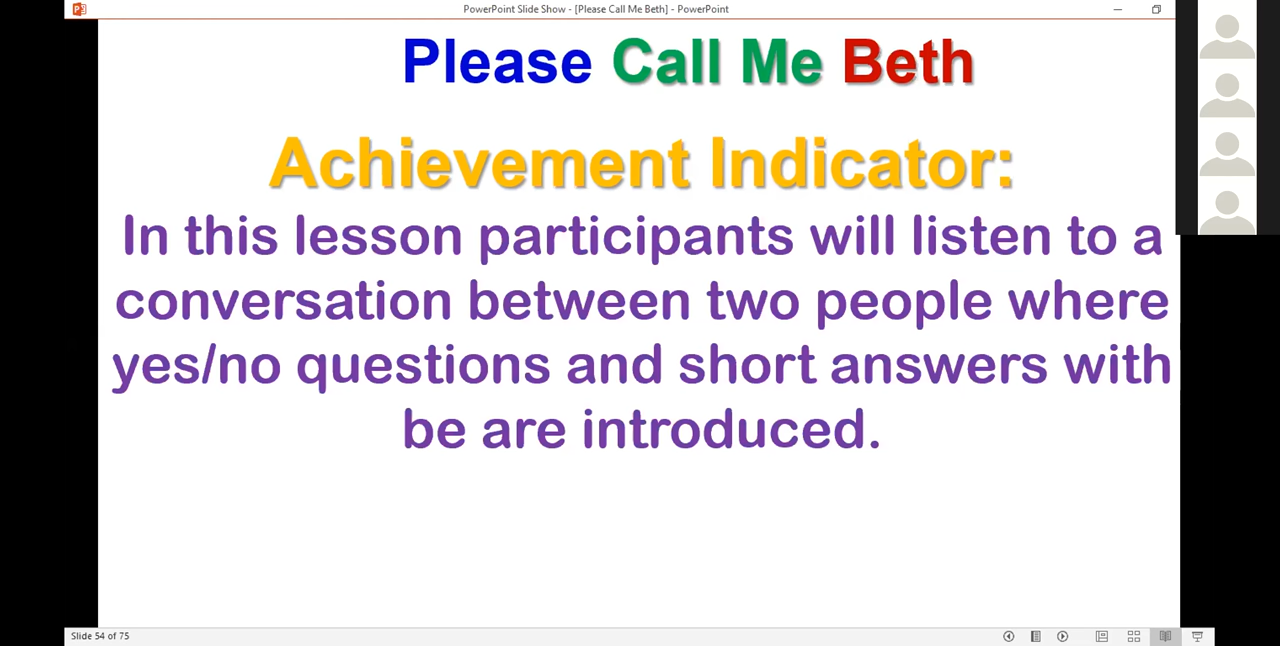 PowerPoint Slide Show - [Please Call Me Beth] - PowerPoint
Please Call Me Beth
Achievement Indicator:
In this lesson participants will listen to a
conversation between two people where
yes/no questions and short answers with
be are introduced.
Slide 54 of 75